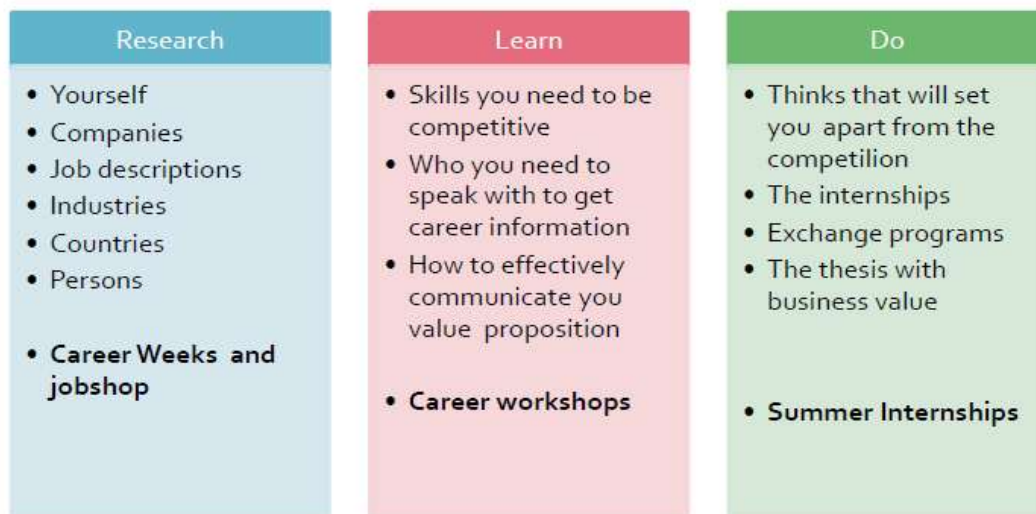 Research
• Yourself
• Companies
• Job descriptions
• Industries
• Countries
• Persons
• Career Weeks and
jobshop
Learn
• Skills you need to be
competitive
• Who you need to
speak with to get
career information
• How to effectively
communicate you
value proposition
• Career workshops
Do
• Thinks that will set
you apart from the
competilion
• The internships
• Exchange programs
• The thesis with
business value
• Summer Internships